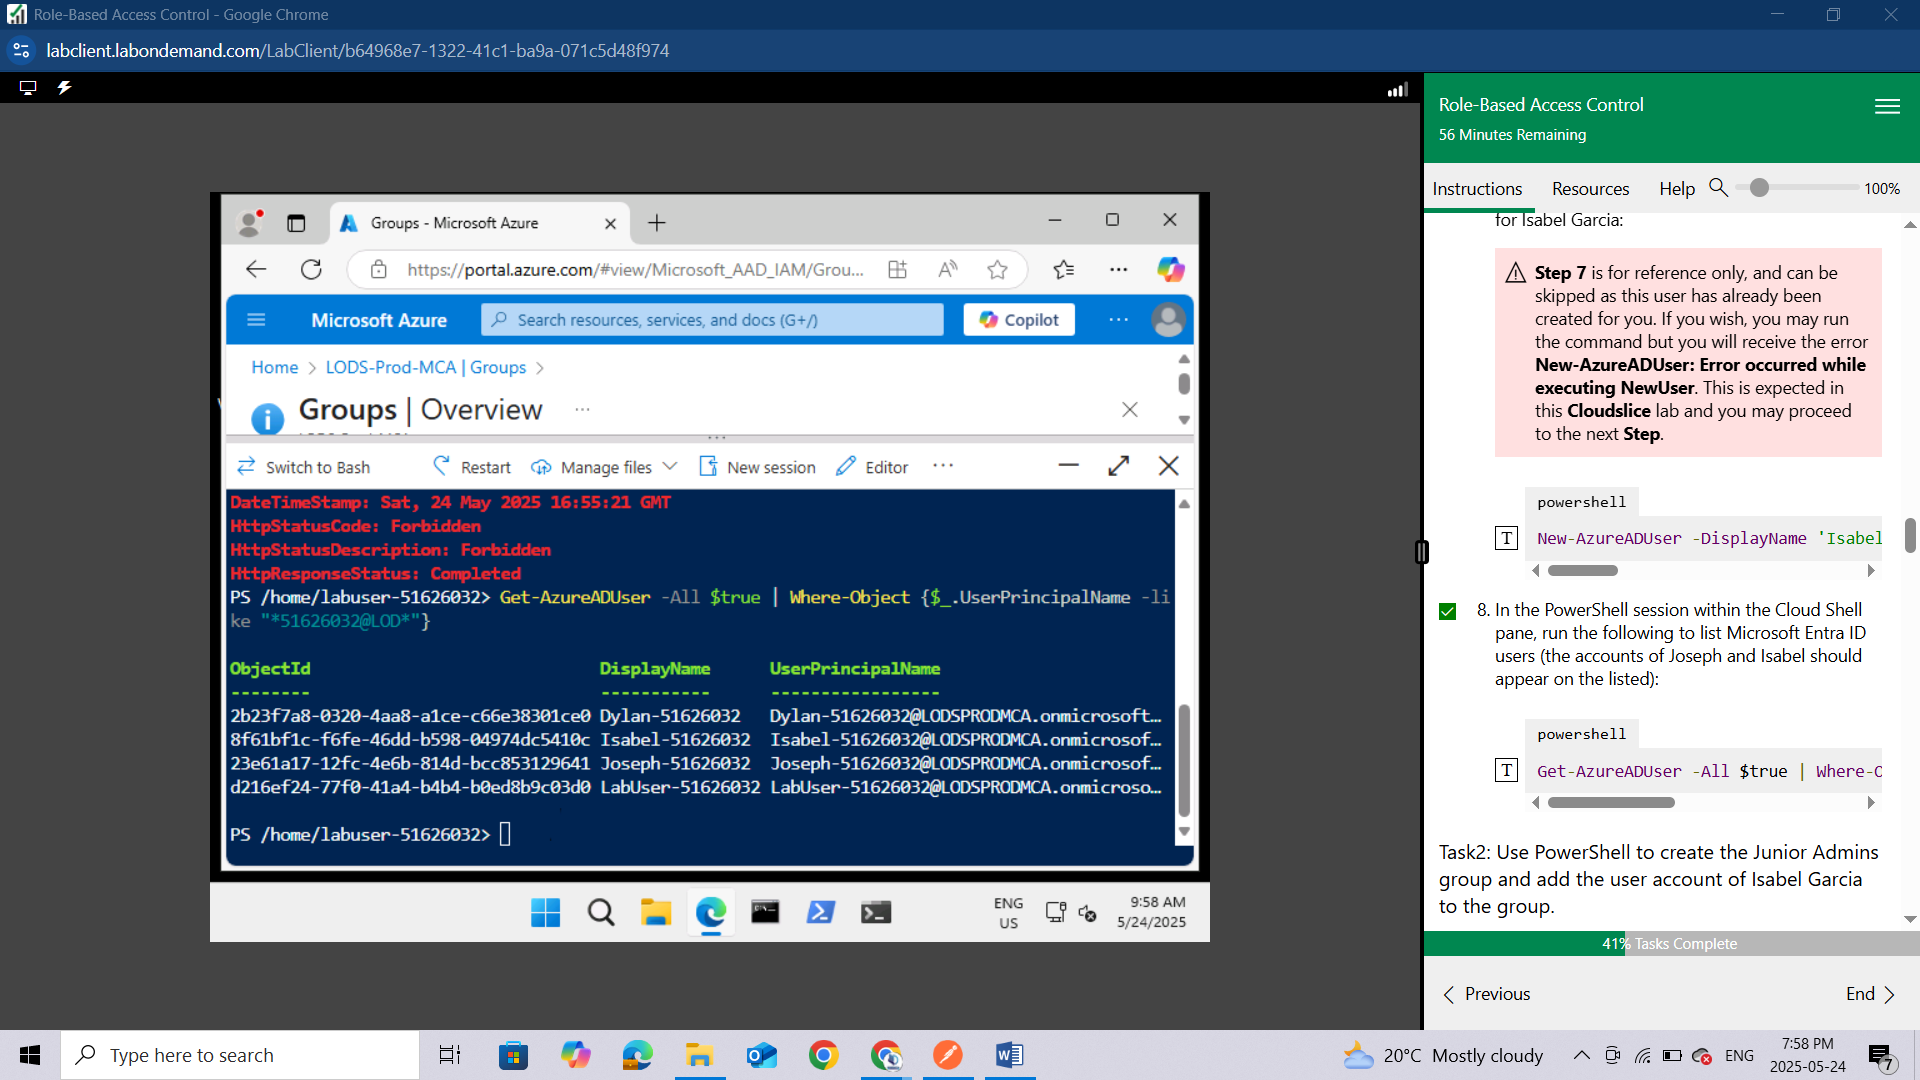 Role-Based Access Control - Google Chrome
labclient.labondemand.com/LabClient/b64968e7-1322-41c1-ba9a-071c5d48f974
Groups - Microsoft Azure
https://portal.azure.com/#view/Microsoft_AAD_IAM/Grou...
Microsoft Azure
Search resources, services, and docs (G+/)
Copilot
Home > LODS-Prod-MCA | Groups >
Groups | Overview
Switch to Bash
Restart
Manage files
New session
Editor
DateTimeStamp: Sat, 24 May 2025 16:55:21 GMT
HttpStatusCode: Forbidden
HttpStatusDescription: Forbidden
HttpResponseStatus: Completed
PS /home/labuser-51626032> Get-AzureADUser -All $true | Where-Object {$_.UserPrincipalName -li
ke "*51626032@LOD*"}
ObjectId DisplayName UserPrincipalName
-------- ----------- -----------------
2b23f7a8-0320-4aa8-a1ce-c66e38301ce0 Dylan-51626032 Dylan-51626032@LODSPRODMCA.onmicrosoft…
8f61bf1c-f6fe-46dd-b598-04974dc5410c Isabel-51626032 Isabel-51626032@LODSPRODMCA.onmicrosof…
23e61a17-12fc-4e6b-814d-bcc853129641 Joseph-51626032 Joseph-51626032@LODSPRODMCA.onmicrosof…
d216ef24-77f0-41a4-b4b4-b0ed8b9c03d0 LabUser-51626032 LabUser-51626032@LODSPRODMCA.onmicroso…
PS /home/labuser-51626032>
ENG
US
9:58 AM
5/24/2025
Role-Based Access Control
56 Minutes Remaining
Instructions
Resources
Help
100%
for Isabel Garcia:
Step 7 is for reference only, and can be
skipped as this user has already been
created for you. If you wish, you may run
the command but you will receive the error
New-AzureADUser: Error occurred while
executing NewUser. This is expected in
this Cloudslice lab and you may proceed
to the next Step.
powershell
T
New-AzureADUser -DisplayName 'Isabel
8. In the PowerShell session within the Cloud Shell
pane, run the following to list Microsoft Entra ID
users (the accounts of Joseph and Isabel should
appear on the listed):
powershell
T
Get-AzureADUser -All $true | Where-O
Task2: Use PowerShell to create the Junior Admins
group and add the user account of Isabel Garcia
to the group.
41% Tasks Complete
Previous
End
Type here to search
20°C Mostly cloudy
ENG
7:58 PM
2025-05-24
7